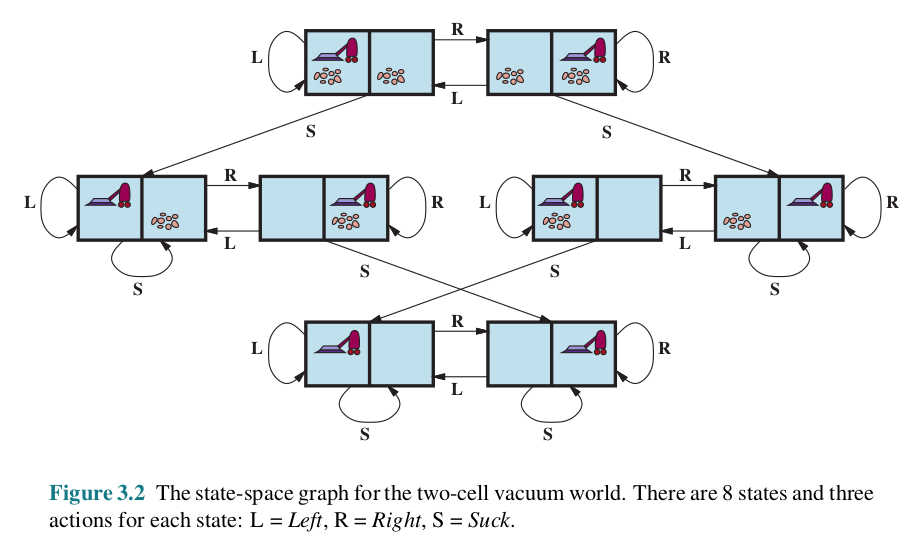 R
L
R
L
S
S
R
R
L
R
L
R
L
L
S
S
S
S
R
L
R
L
S
S
Figure 3.2 The state-space graph for the two-cell vacuum world. There are 8 states and three
actions for each state: L = Left, R = Right, S = Suck.